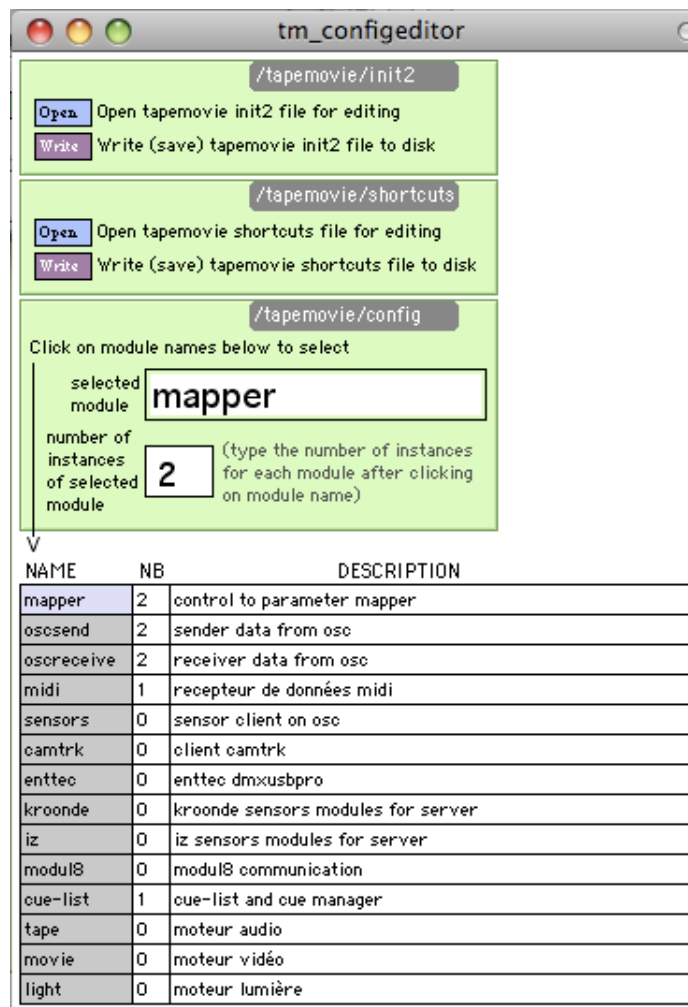 tm_configeditor
/tapemovie/init2
Open Open tapemovie init2 file for editing
Write Write (save) tapemovie init2 file to disk
/tapemovie/shortcuts
Open Open tapemovie shortcuts file for editing
Write Write (save) tapemovie shortcuts file to disk
/tapemovie/config
Click on module names below to select
selected
module
mapper
number of
instances
of selected
module
2
(type the number of instances
for each module after clicking
on module name)
NAME NB DESCRIPTION
mapper 2 control to parameter mapper
oscsend 2 sender data from osc
oscreceive 2 receiver data from osc
midi 1 recepteur de données midi
sensors 0 sensor client on osc
camtrk 0 client camtrk
enttec 0 enttec dmxusbpro
kroonde 0 kroonde sensors modules for server
iz 0 iz sensors modules for server
modul8 0 modul8 communication
cue-list 1 cue-list and cue manager
tape 0 moteur audio
movie 0 moteur vidéo
light 0 moteur lumière